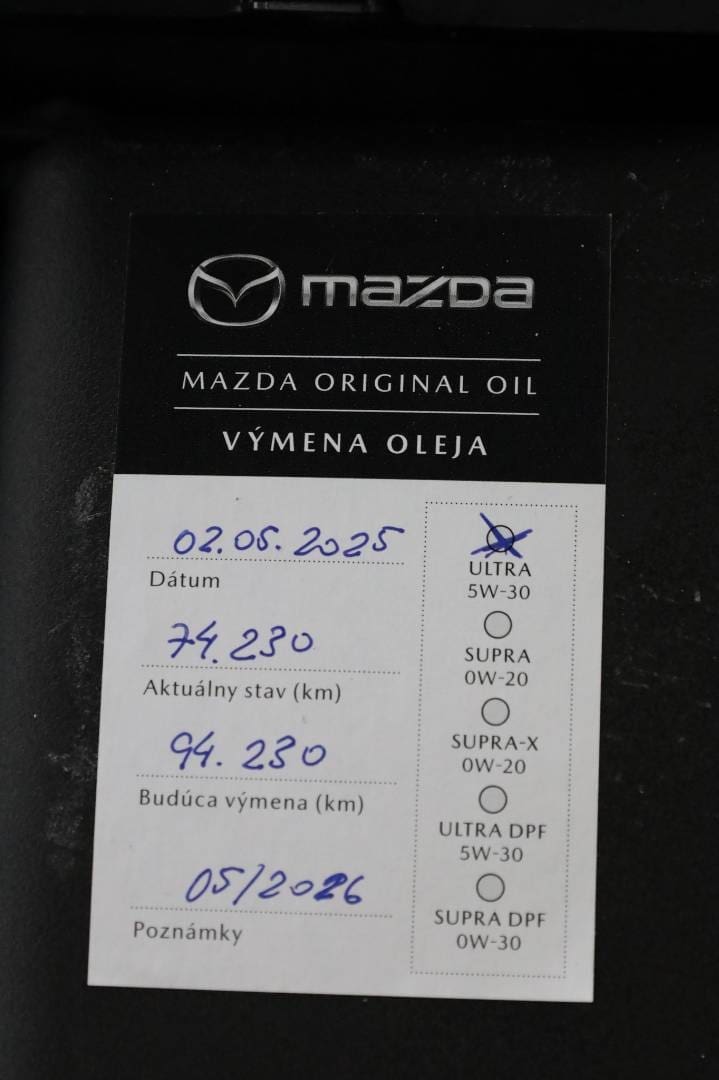 mazda
MAZDA ORIGINAL OIL
VÝMENA OLEJA
02.05.2025
Dátum
74.230
Aktuálny stav (km)
94.230
Budúca výmena (km)
05/2026
Poznámky
ULTRA
5W-30
SUPRA
0W-20
SUPRA-X
0W-20
ULTRA DPF
5W-30
SUPRA DPF
0W-30